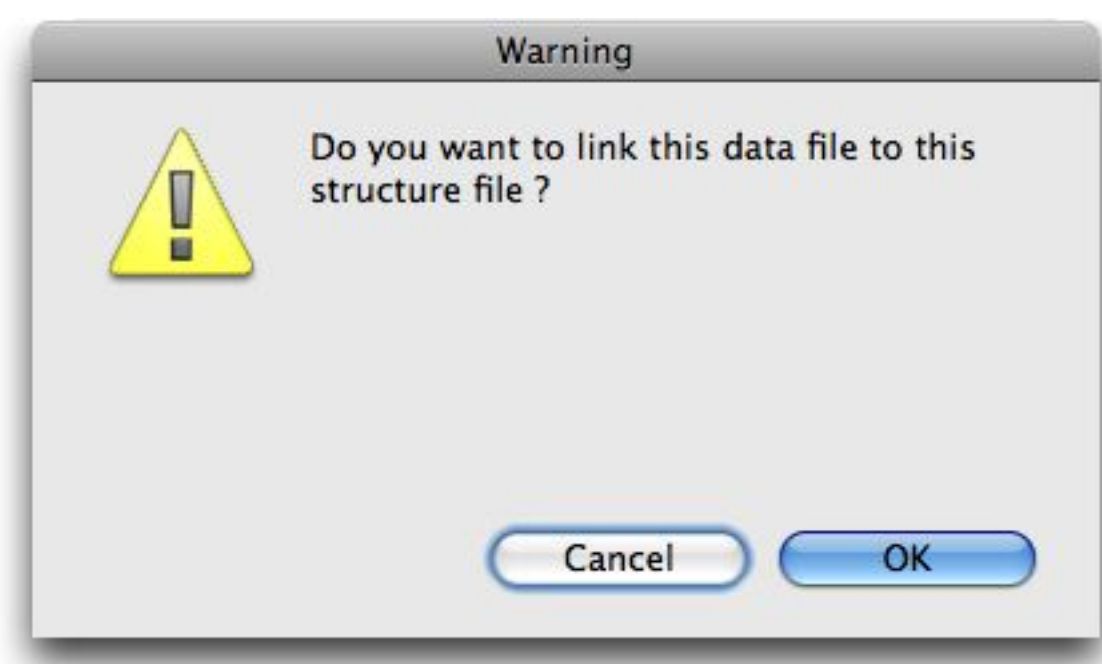 Warning
Do you want to link this data file to this
structure file ?
Cancel
OK